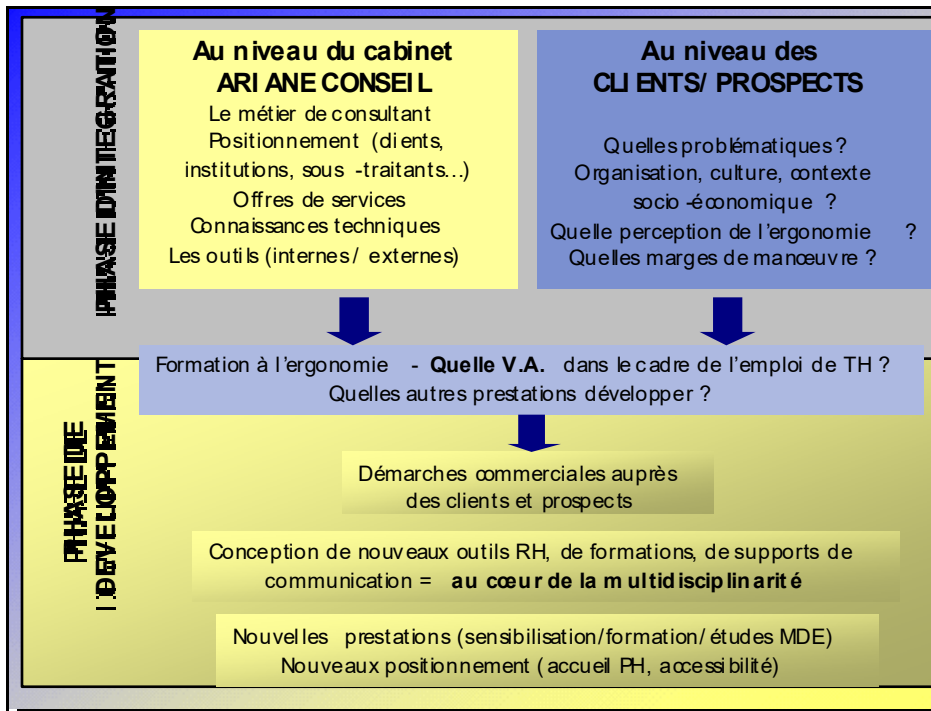 PHASE D'INTEGRATION
Au niveau du cabinet
ARIANE CONSEIL
Le métier de consultant
Positionnement (clients,
institutions, sous -traitants...)
Offres de services
Connaissances techniques
Les outils (internes/ externes)
Au niveau des
CLIENTS/ PROSPECTS
Quelles problématiques ?
Organisation, culture, contexte
socio -économique ?
Quelle perception de l'ergonomie ?
Quelles marges de manœuvre ?
PHASE DE
DEVELOPPEMENT
Formation à l'ergonomie - Quelle V.A. dans le cadre de l'emploi de TH ?
Quelles autres prestations développer ?
Démarches commerciales auprès
des clients et prospects
Conception de nouveaux outils RH, de formations, de supports de
communication = au cœur de la multidisciplinarité
Nouvelles prestations (sensibilisation/formation/ études MDE)
Nouveaux positionnement (accueil PH, accessibilité)